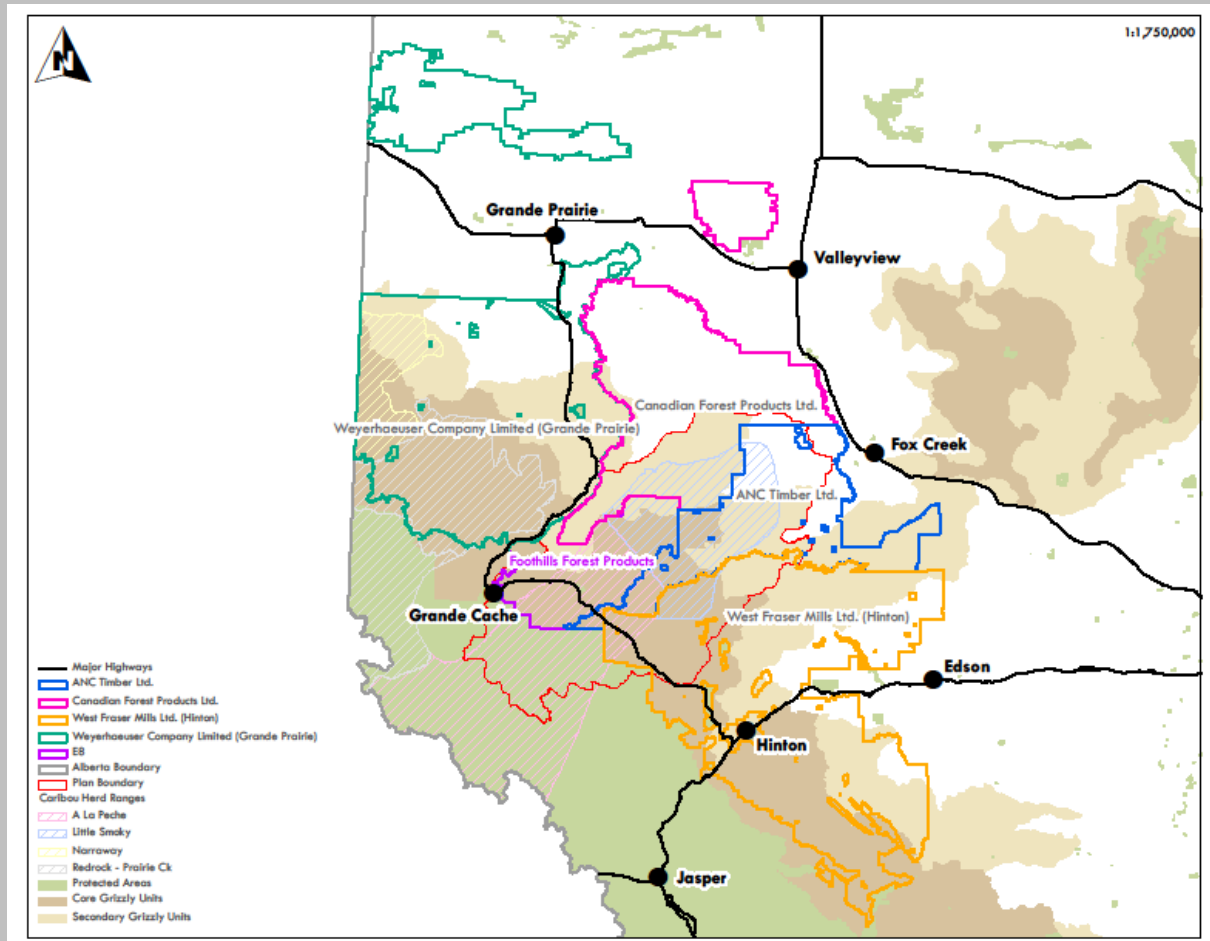 N
1:1,750,000
Grande Prairie
Valleyview
Canadian Forest Products Ltd.
Weyerhaeuser Company Limited (Grande Prairie)
Fox Creek
ANC Timber Ltd.
Foothills Forest Products
Grande Cache
West Fraser Mills Ltd. (Hinton)
Edson
Hinton
Jasper
Major Highways
ANC Timber Ltd.
Canadian Forest Products Ltd.
West Fraser Mills Ltd. (Hinton)
Weyerhaeuser Company Limited (Grande Prairie)
E8
Alberta Boundary
Plan Boundary
Caribou Herd Ranges
A La Peche
Little Smoky
Narraway
Redrock - Prairie Ck
Protected Areas
Core Grizzly Units
Secondary Grizzly Units